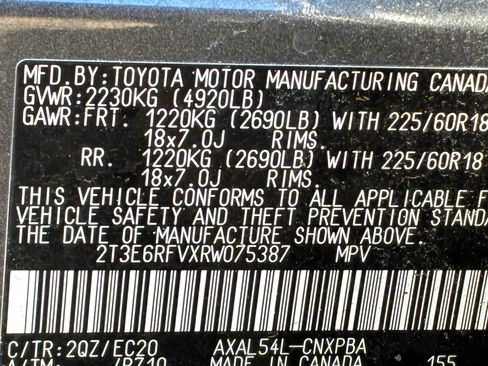 MFD.BY:TOYOTA MOTOR MANUFACTURING CANADA
GVWR:2230KG (4920LB)
GAWR:FRT. 1220KG (2690LB) WITH 225/60R18
18x7.0J RIMS.
RR. 1220KG (2690LB) WITH 225/60R18
18x7.0J RIMS.
THIS VEHICLE CONFORMS TO ALL APPLICABLE F
VEHICLE SAFETY AND THEFT PREVENTION STANDA
THE DATE OF MANUFACTURE SHOWN ABOVE.
2T3E6RFVXRW075387 MPV
C/TR:2QZ/EC20 AXAL54L-CNXPBA
A/TM: /B710 MADE IN CANADA 155